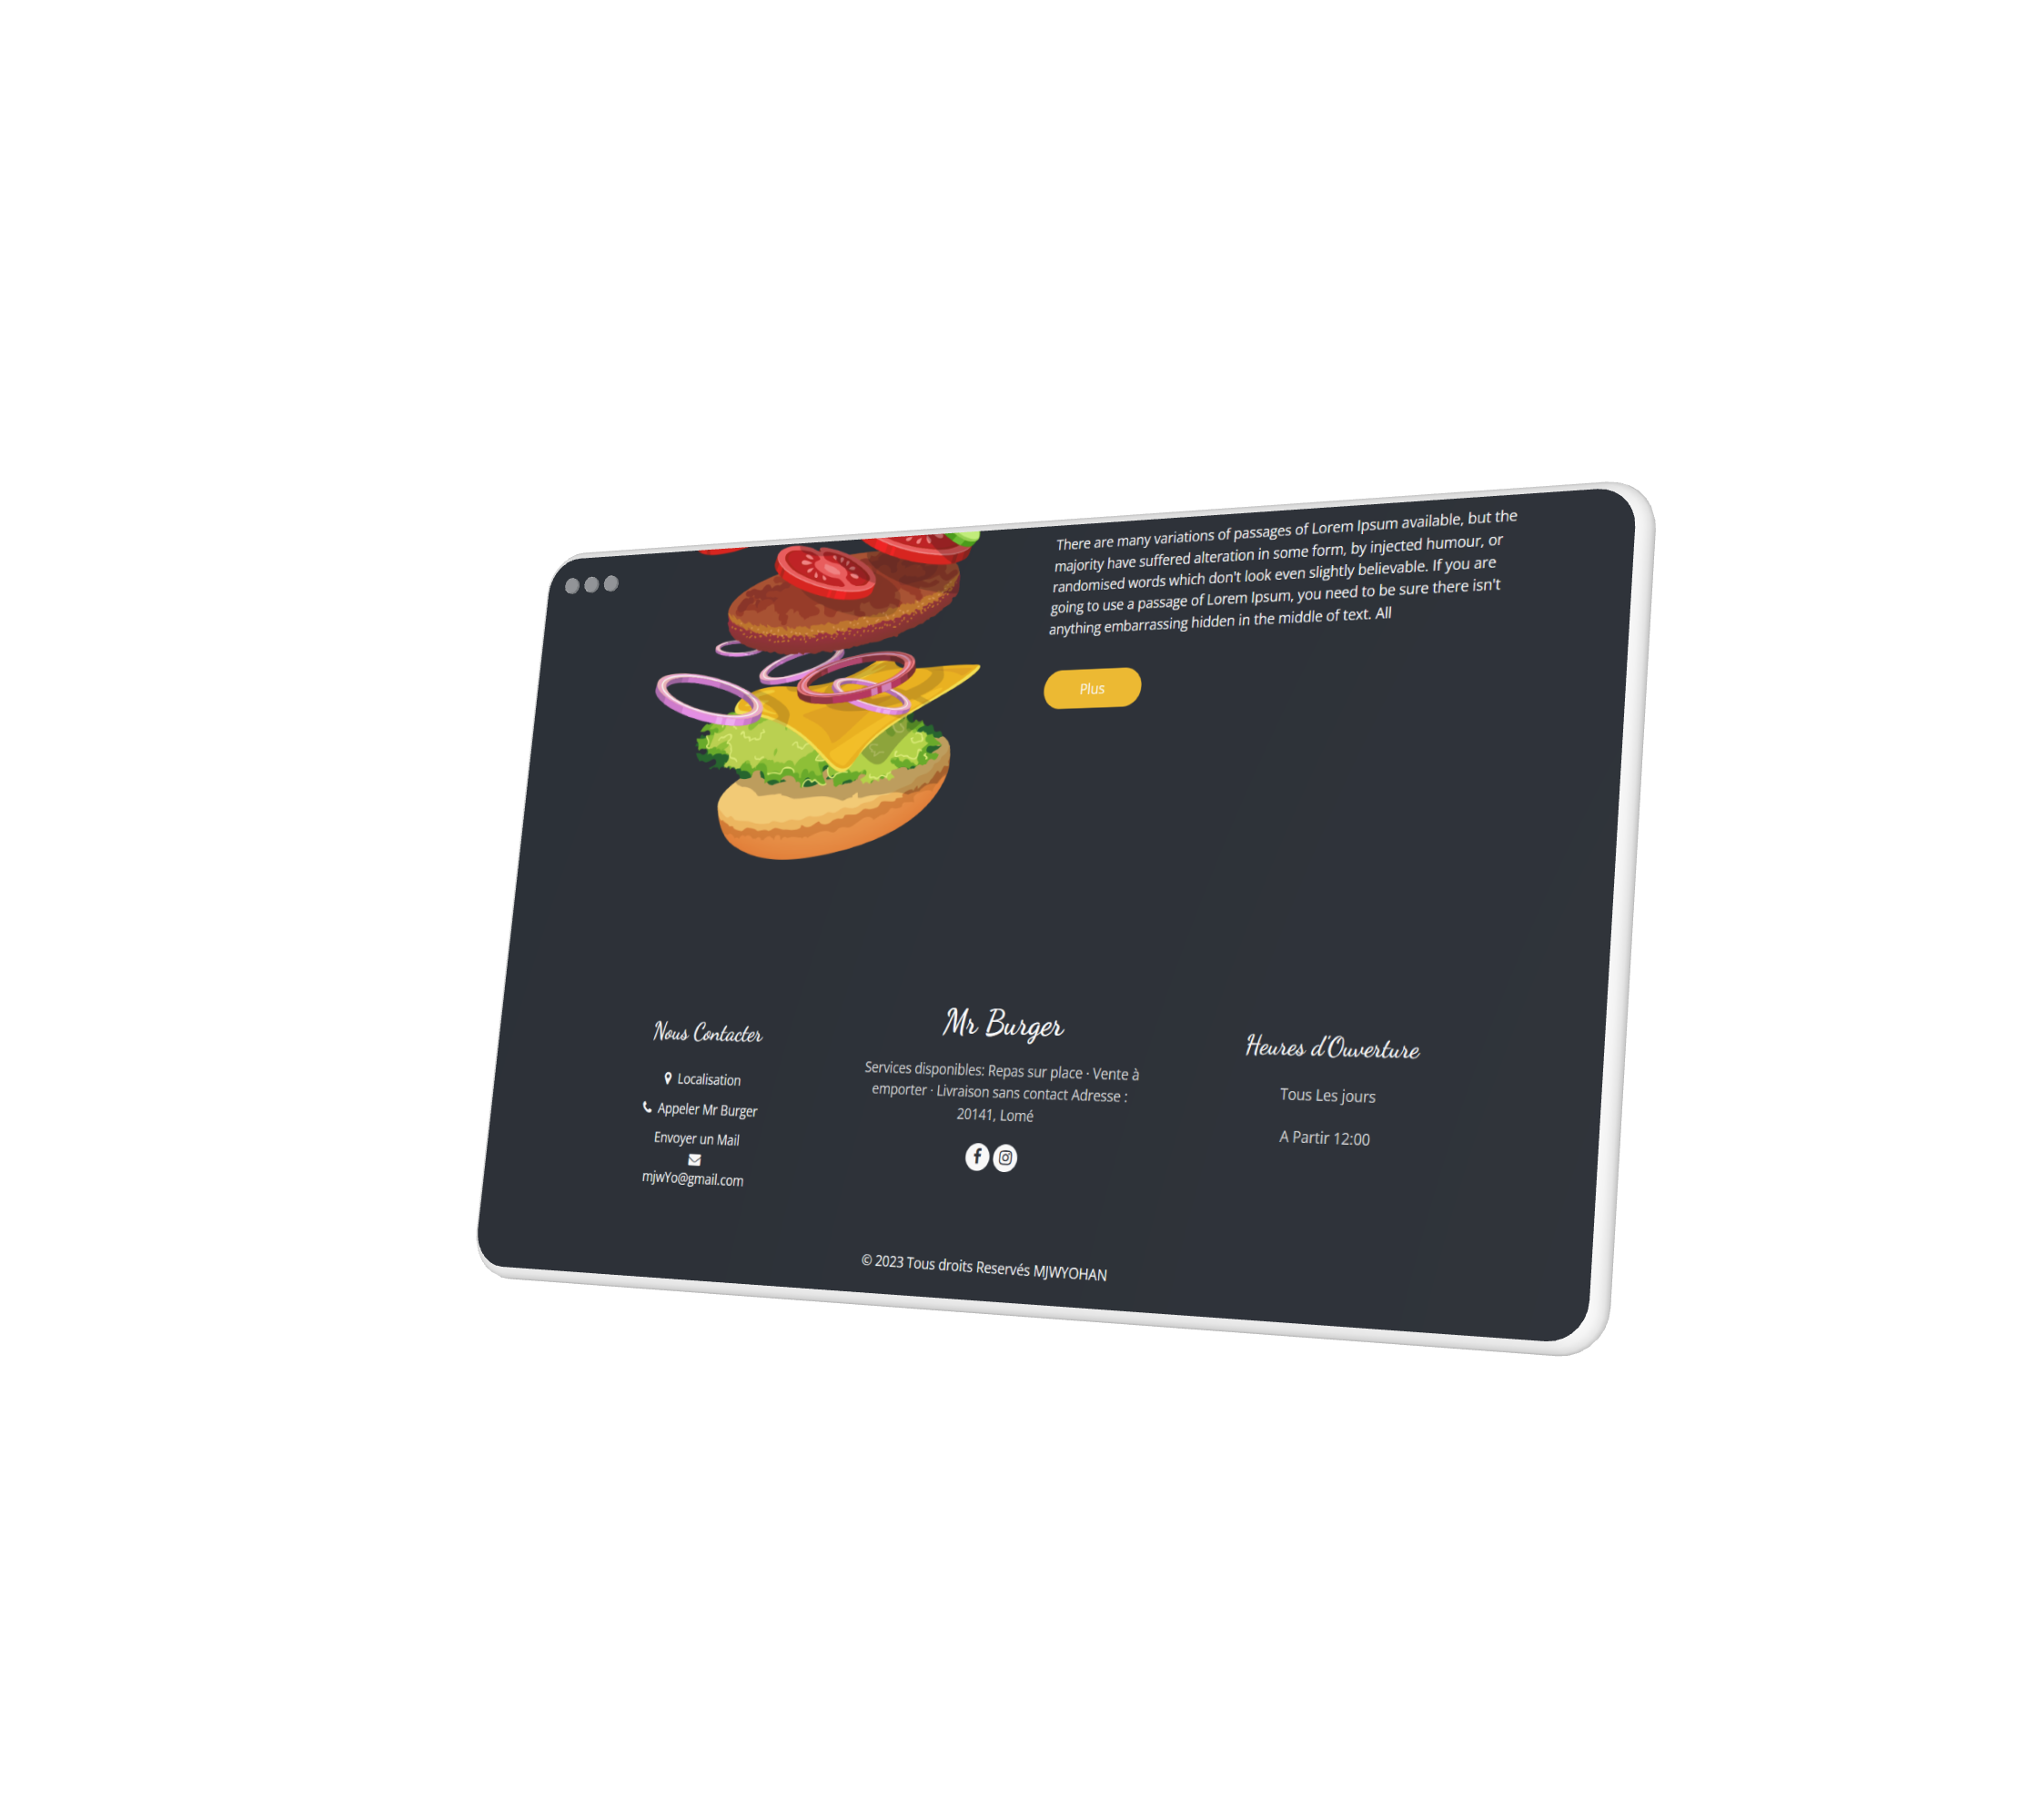 There are many variations of passages of Lorem Ipsum available, but the
majority have suffered alteration in some form, by injected humour, or
randomised words which don't look even slightly believable. If you are
going to use a passage of Lorem Ipsum, you need to be sure there isn't
anything embarrassing hidden in the middle of text. All
Plus
Nous Contacter
Localisation
Appeler Mr Burger
Envoyer un Mail
mjwYo@gmail.com
Mr Burger
Services disponibles: Repas sur place · Vente à
emporter · Livraison sans contact Adresse :
20141, Lomé
Heures d'Ouverture
Tous Les jours
A Partir 12:00
© 2023 Tous droits Reservés MJWYOHAN